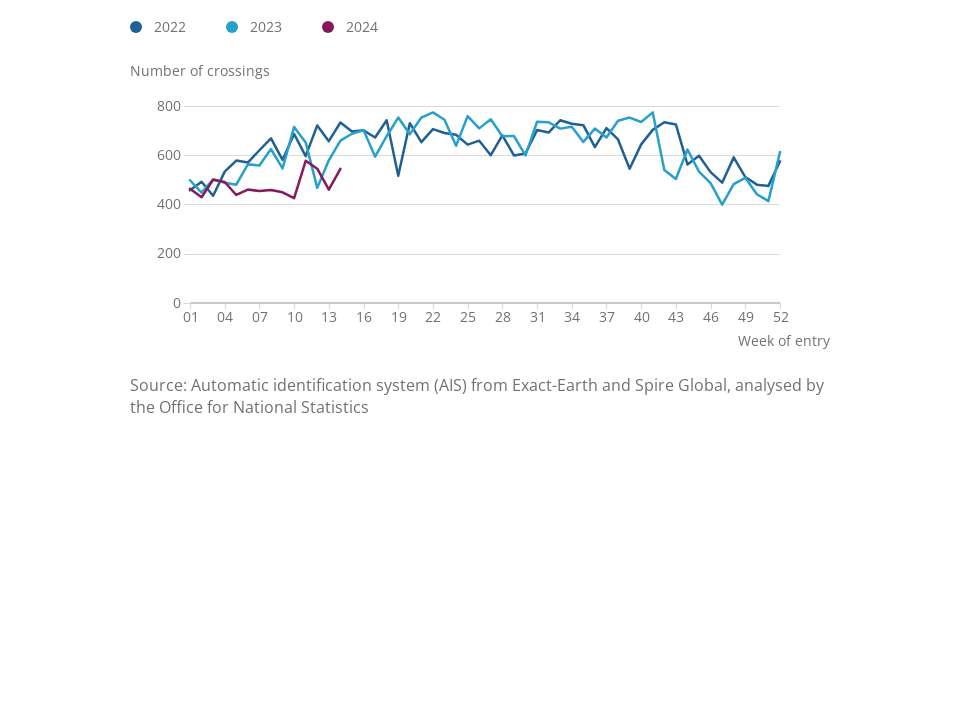 2022 2023 2024
Number of crossings
800
600
400
200
0
01 04 07 10 13 16 19 22 25 28 31 34 37 40 43 46 49 52
Week of entry
Source: Automatic identification system (AIS) from Exact-Earth and Spire Global, analysed by
the Office for National Statistics